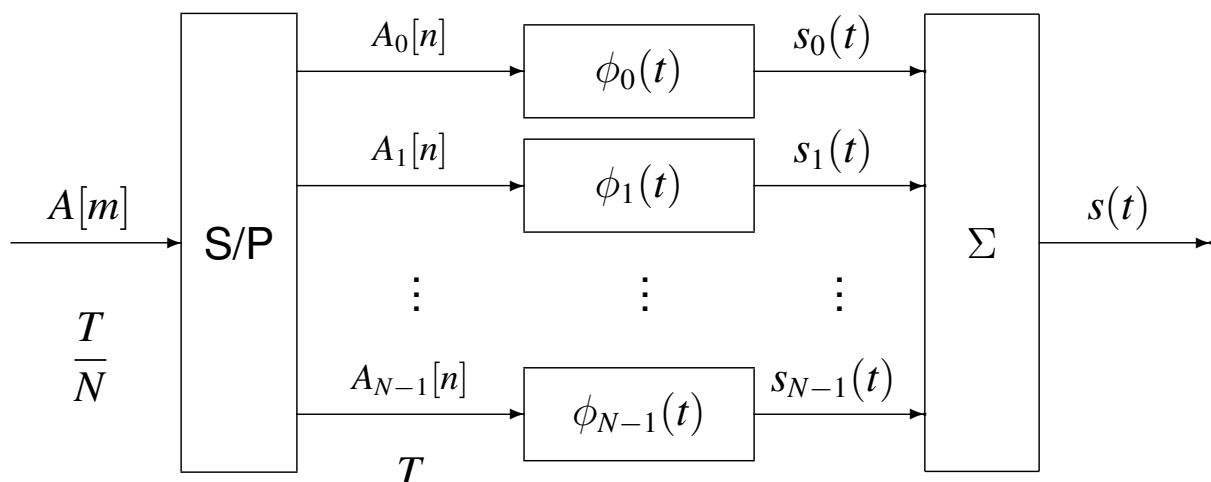 A_0[n] φ_0(t) s_0(t)
A_1[n] φ_1(t) s_1(t)
A[m] S/P Σ s(t)
⋮ ⋮ ⋮
T/N
A_{N−1}[n] φ_{N−1}(t) s_{N−1}(t)
T